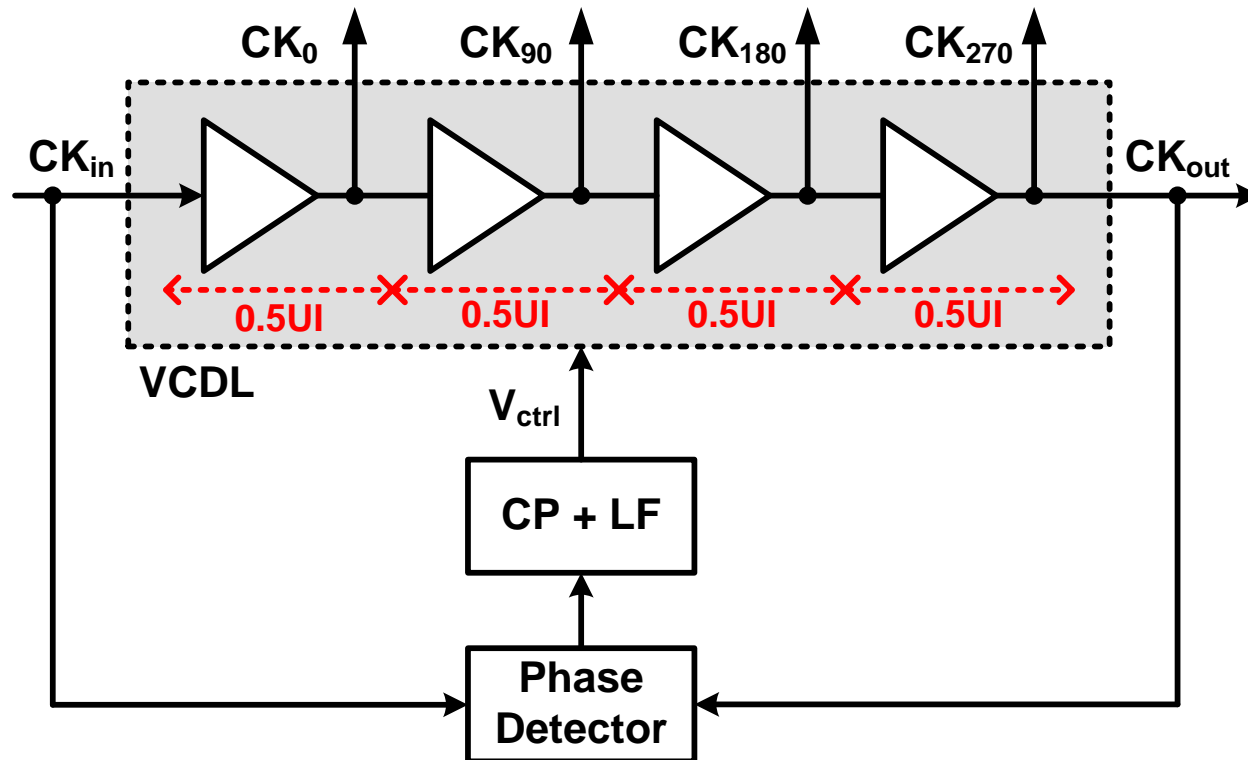 CK0
CK90
CK180
CK270
CKin
CKout
0.5UI
0.5UI
0.5UI
0.5UI
VCDL
Vctrl
CP + LF
Phase
Detector